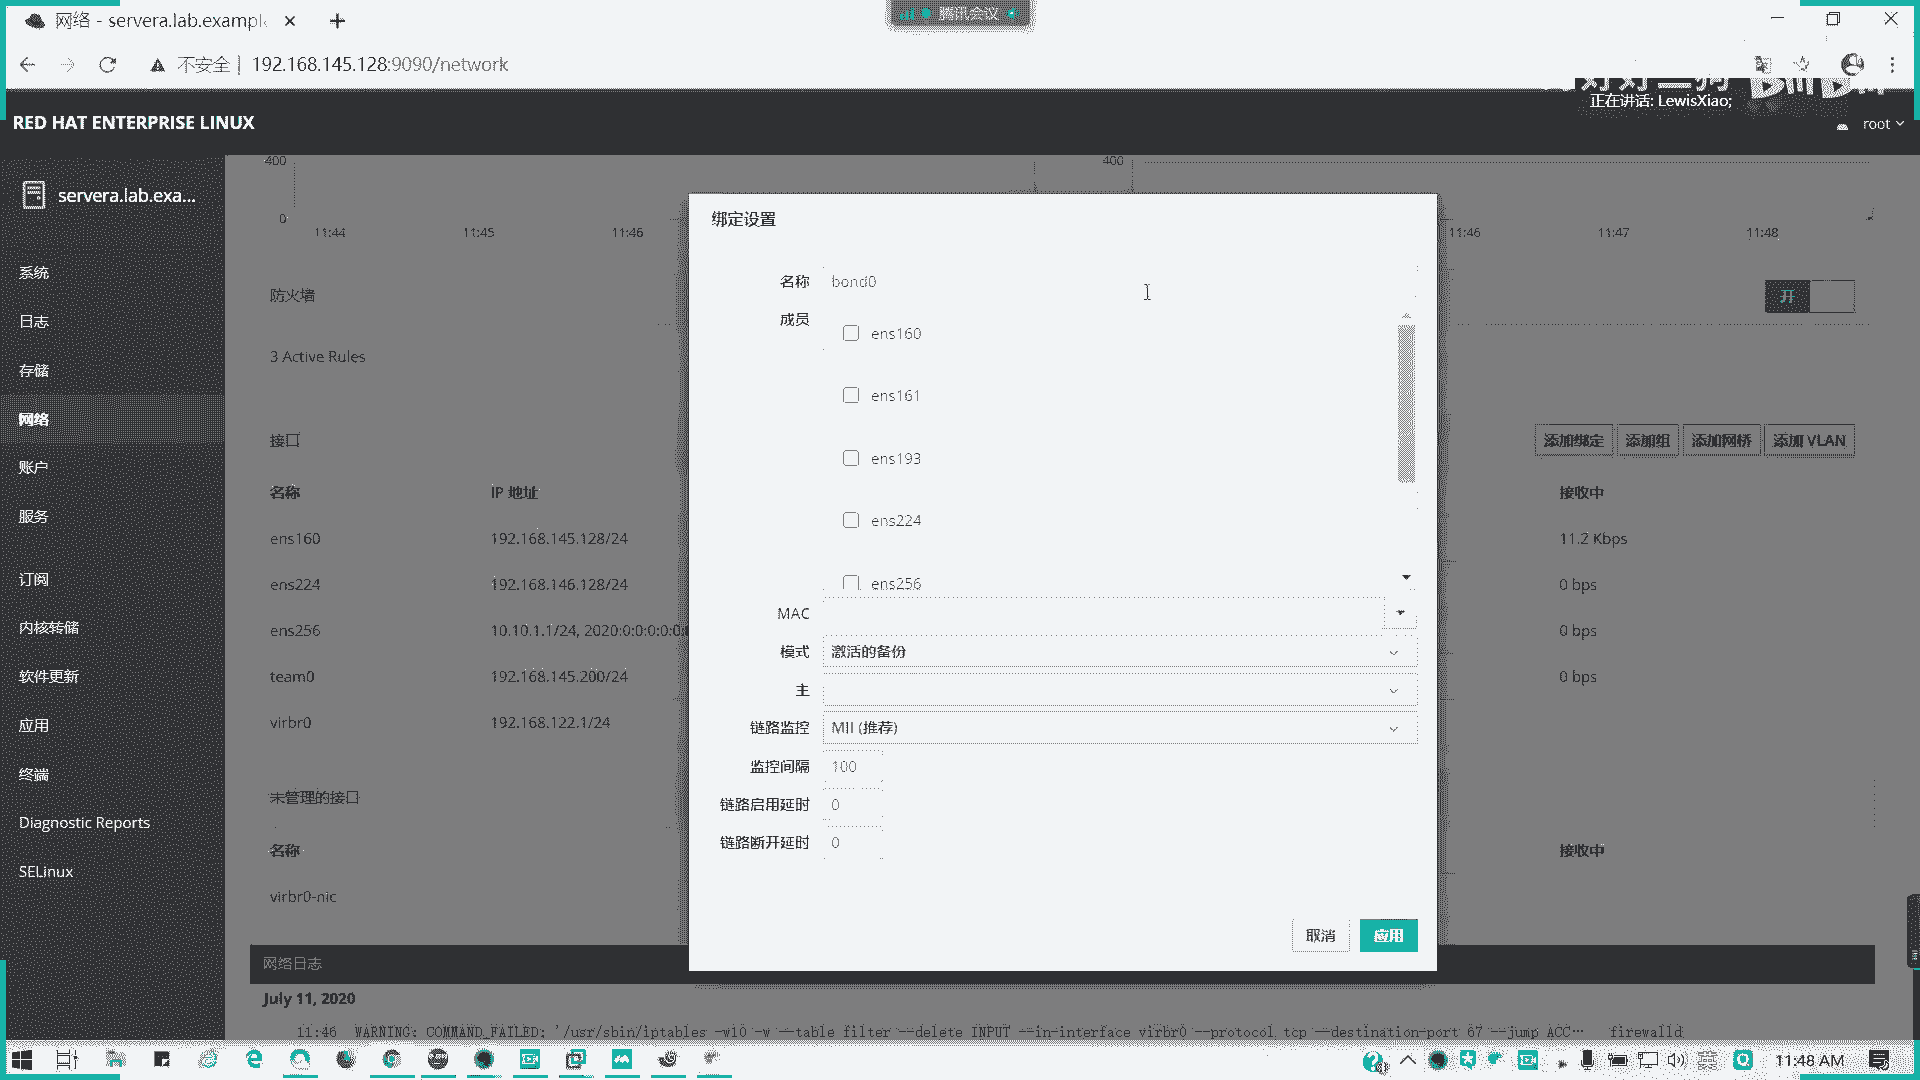 网络 - servera.lab.example
腾讯会议
不安全 | 192.168.145.128:9090/network
正在讲话: LewisXiao;
RED HAT ENTERPRISE LINUX
root
servera.lab.exa...
系统
日志
存储
网络
账户
服务
订阅
内核转储
软件更新
应用
终端
Diagnostic Reports
SELinux
400
400
0
11:44 11:45 11:46 11:46 11:47 11:48
防火墙
开
3 Active Rules
接口
添加绑定 添加组 添加网桥 添加 VLAN
名称 IP 地址 接收中
ens160 192.168.145.128/24 11.2 Kbps
ens224 192.168.146.128/24 0 bps
ens256 10.10.1.1/24, 2020:0:0:0:0:0 0 bps
team0 192.168.145.200/24 0 bps
virbr0 192.168.122.1/24
未管理的接口
名称 接收中
virbr0-nic
绑定设置
名称 bond0
成员
ens160
ens161
ens193
ens224
ens256
MAC
模式 激活的备份
主
链路监控 MII (推荐)
监控间隔 100
链路启用延时 0
链路断开延时 0
取消 应用
网络日志
July 11, 2020
11:46 WARNING: COMMAND_FAILED: '/usr/sbin/iptables -w10 -w --table filter --delete INPUT --in-interface virbr0 --protocol tcp --destination-port 67 --jump ACC… firewalld
11:48 AM